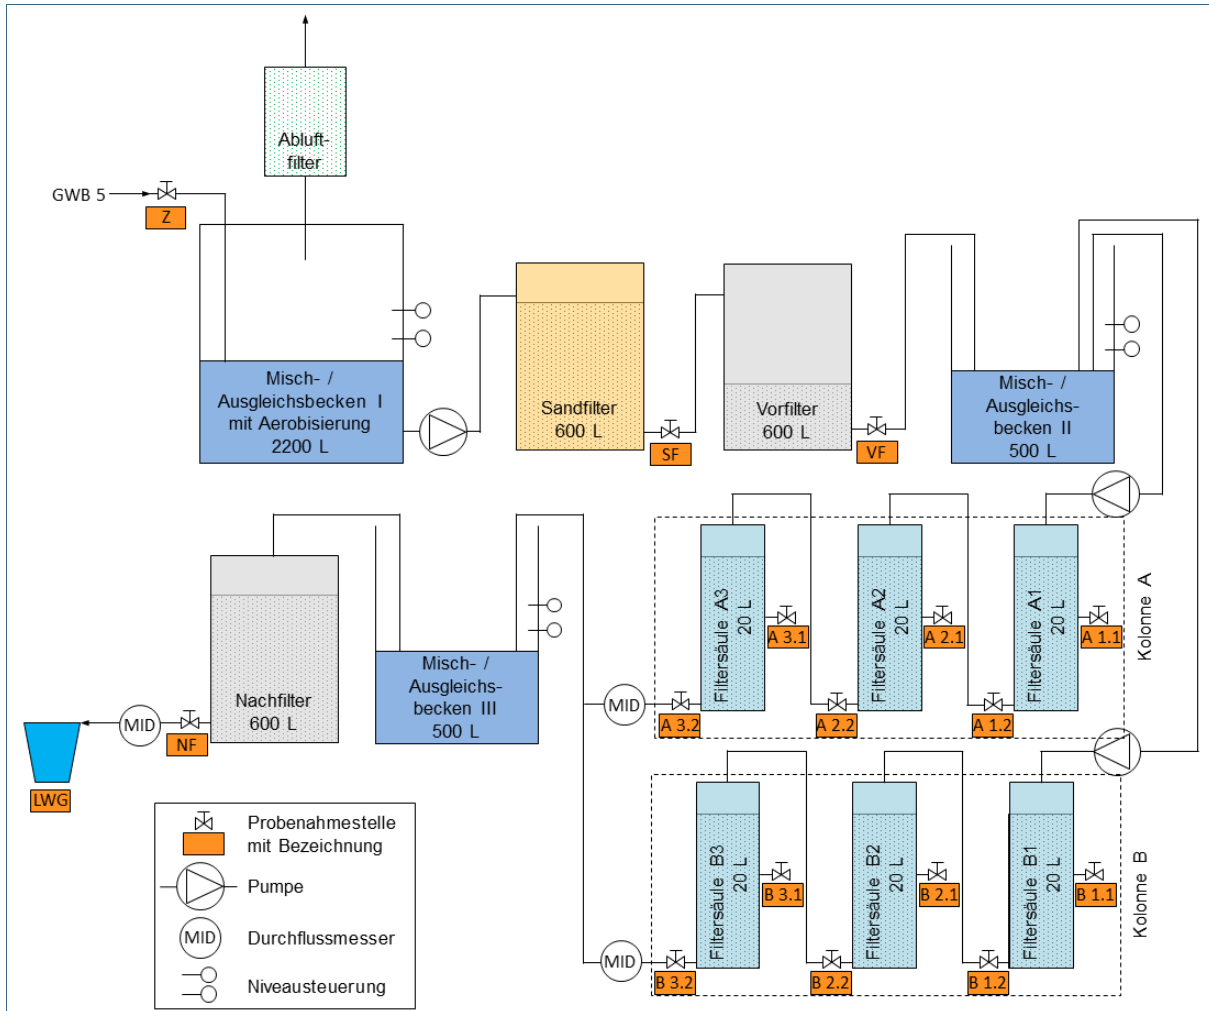 Abluft-
filter
GWB 5
Z
Misch- /
Ausgleichsbecken I
mit Aerobisierung
2200 L
Sandfilter
600 L
SF
Vorfilter
600 L
VF
Misch- /
Ausgleichs-
becken II
500 L
Nachfilter
600 L
NF
MID
LWG
Misch- /
Ausgleichs-
becken III
500 L
MID
A 3.2
Filtersäule A3
20 L
A 3.1
A 2.2
Filtersäule A2
20 L
A 2.1
A 1.2
Filtersäule A1
20 L
A 1.1
Kolonne A
MID
B 3.2
Filtersäule B3
20 L
B 3.1
B 2.2
Filtersäule B2
20 L
B 2.1
B 1.2
Filtersäule B1
20 L
B 1.1
Kolonne B
Probenahmestelle
mit Bezeichnung
Pumpe
MID
Durchflussmesser
Niveausteuerung